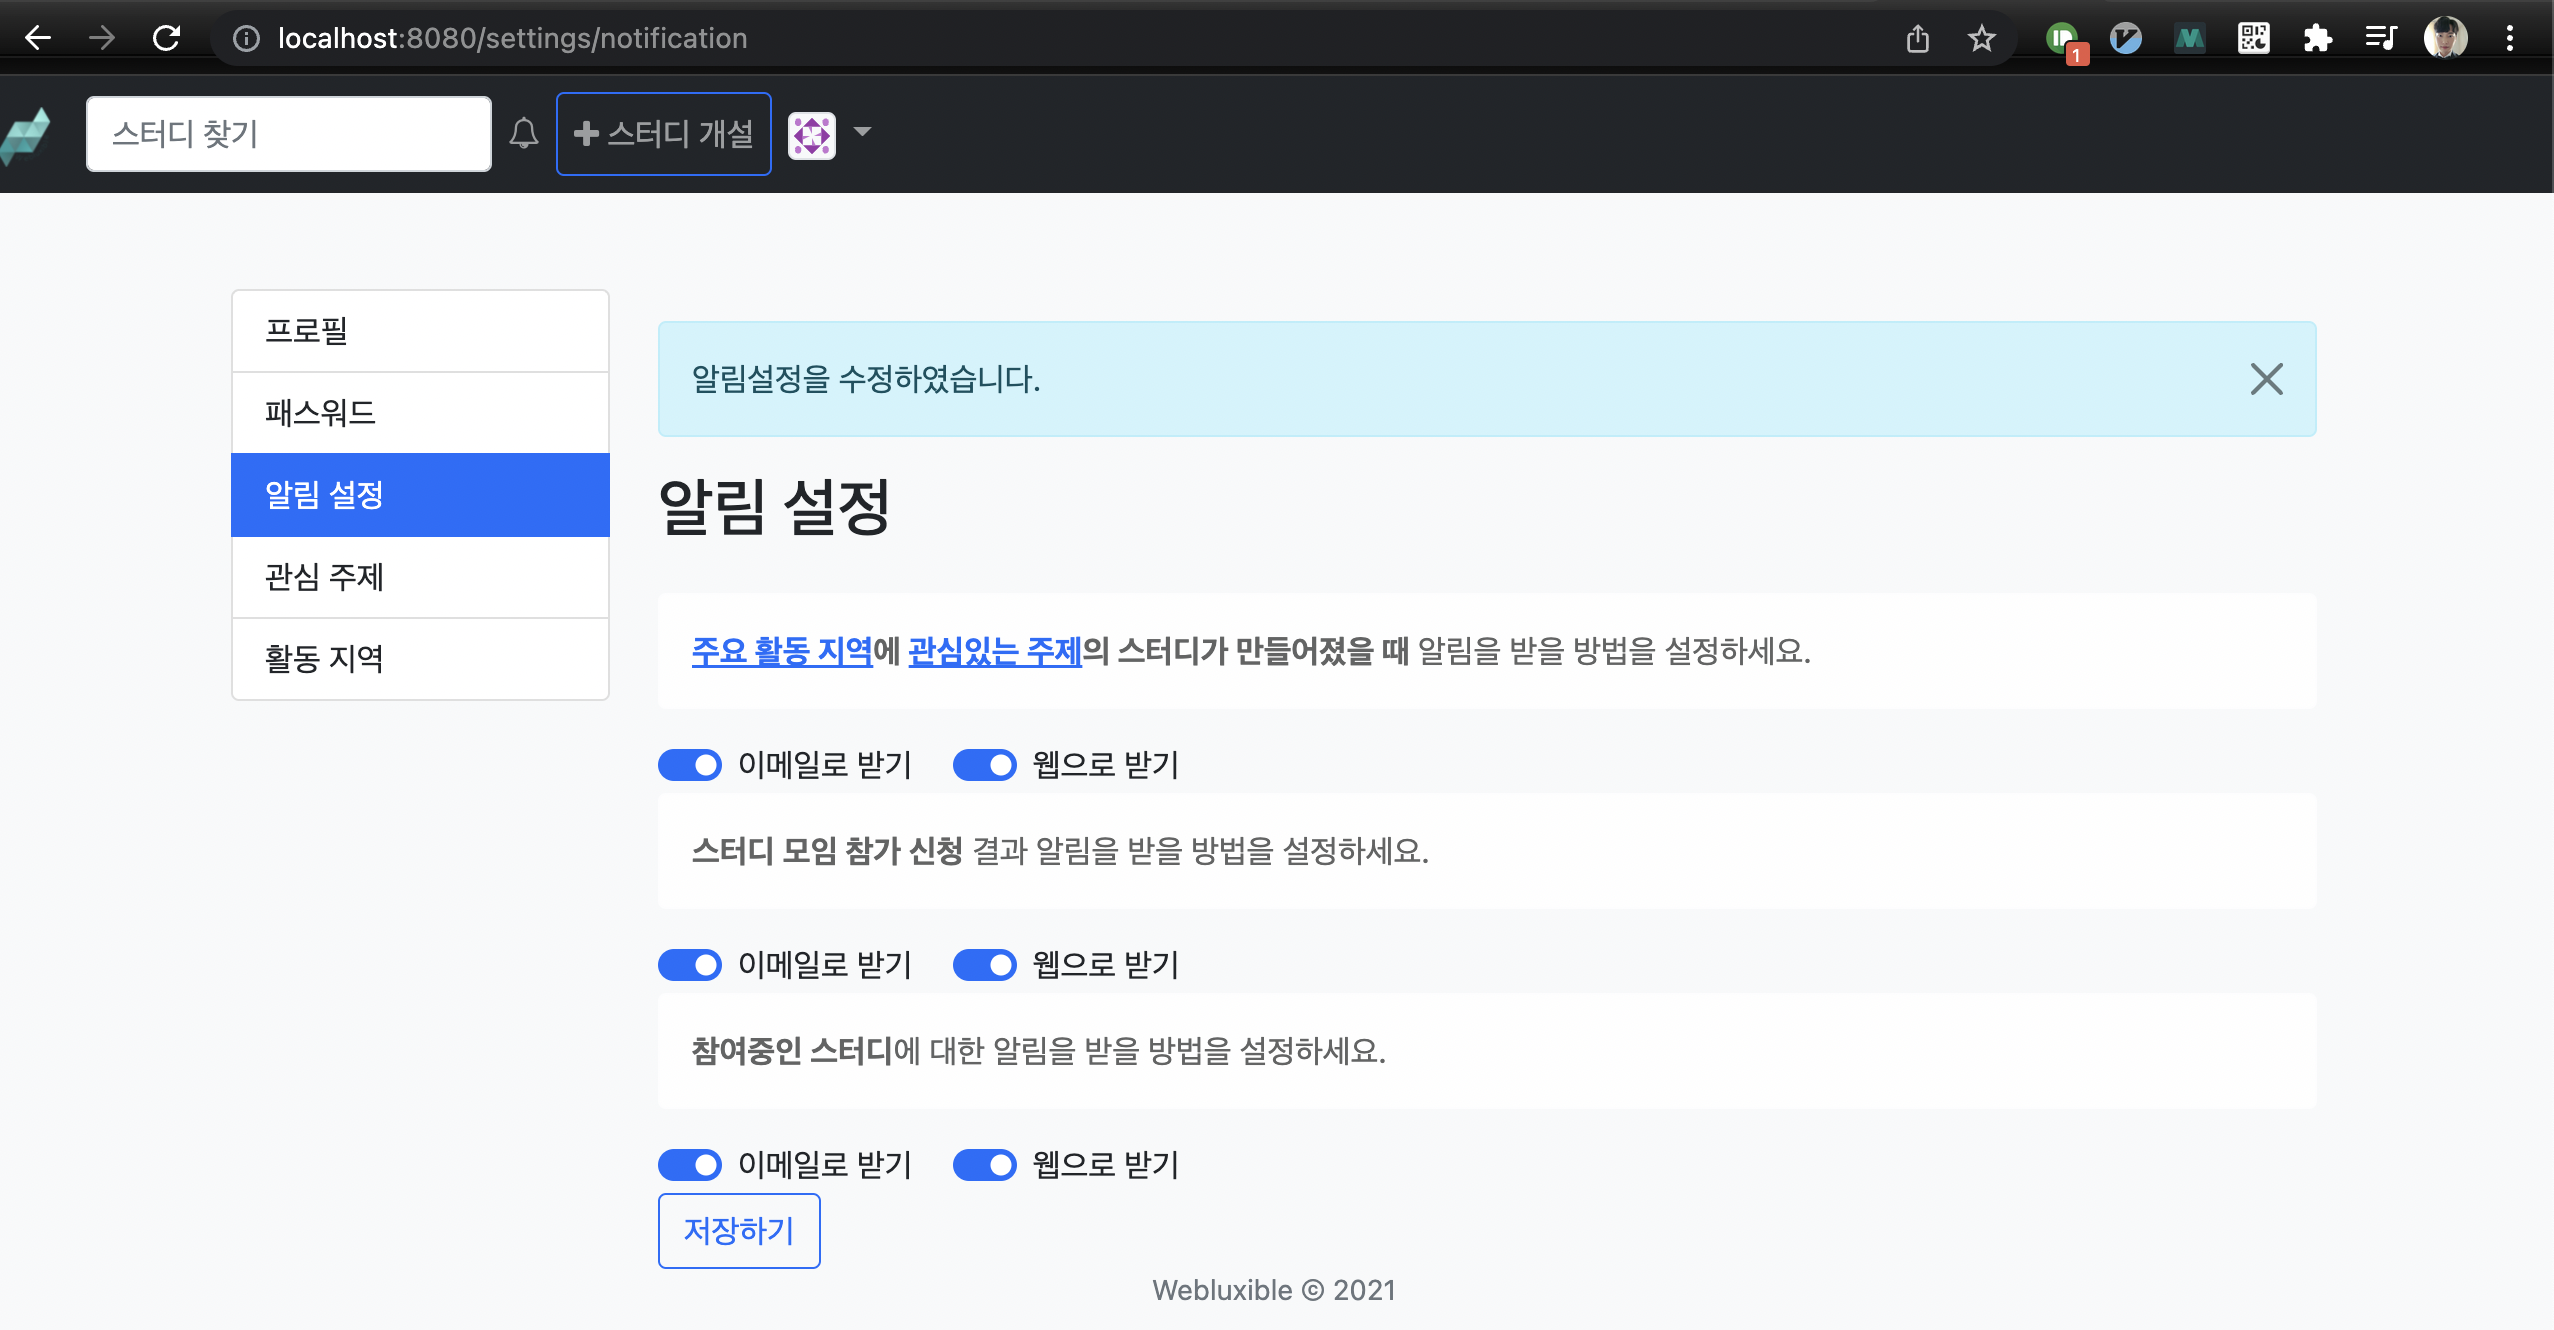 localhost:8080/settings/notification
1
스터디 찾기
스터디 개설
프로필
패스워드
알림 설정
관심 주제
활동 지역
알림설정을 수정하였습니다.
알림 설정
주요 활동 지역에 관심있는 주제의 스터디가 만들어졌을 때 알림을 받을 방법을 설정하세요.
이메일로 받기 웹으로 받기
스터디 모임 참가 신청 결과 알림을 받을 방법을 설정하세요.
이메일로 받기 웹으로 받기
참여중인 스터디에 대한 알림을 받을 방법을 설정하세요.
이메일로 받기 웹으로 받기
저장하기
Webluxible © 2021